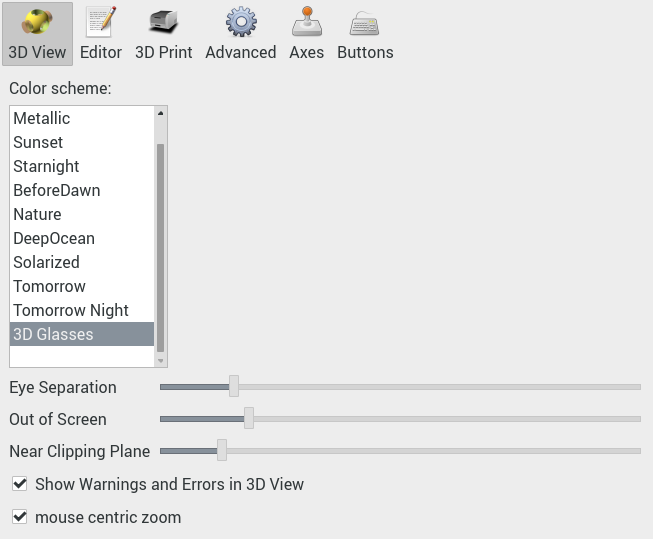 3D View Editor 3D Print Advanced Axes Buttons
Color scheme:
Metallic
Sunset
Starnight
BeforeDawn
Nature
DeepOcean
Solarized
Tomorrow
Tomorrow Night
3D Glasses
Eye Separation
Out of Screen
Near Clipping Plane
Show Warnings and Errors in 3D View
mouse centric zoom